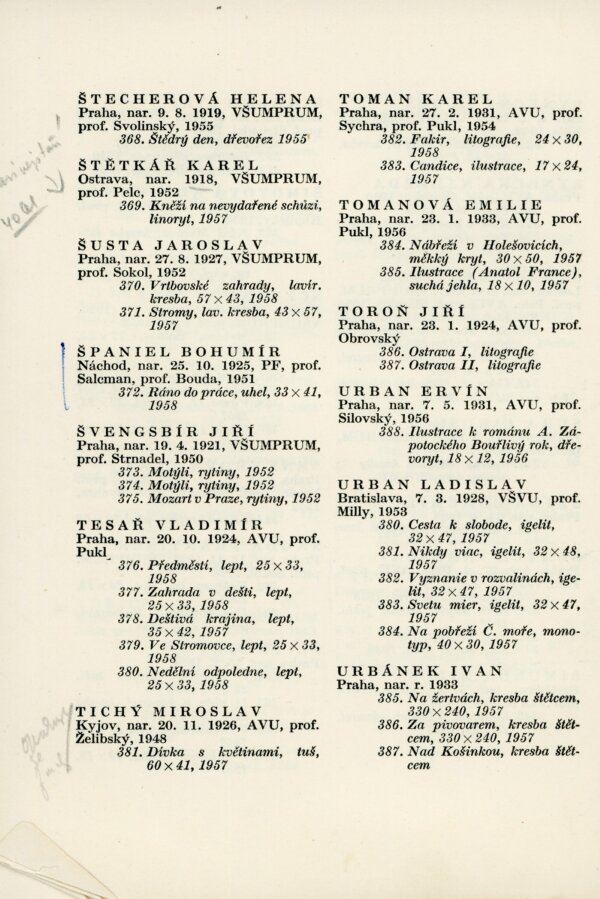 ŠTECHEROVÁ HELENA
Praha, nar. 9. 8. 1919, VŠUMPRUM,
prof. Svolinský, 1955
368. Štědrý den, dřevořez 1955
ŠTĚTKÁŘ KAREL
Ostrava, nar. 1918, VŠUMPRUM,
prof. Pelc, 1952
369. Kněží na nevydařené schůzi,
linoryt, 1957
ŠUSTA JAROSLAV
Praha, nar. 27. 8. 1927, VŠUMPRUM,
prof. Sokol, 1952
370. Vrtbovské zahrady, lavír.
kresba, 57×43, 1958
371. Stromy, lav. kresba, 43×57,
1957
ŠPANIEL BOHUMÍR
Náchod, nar. 25. 10. 1925, PF, prof.
Salcman, prof. Bouda, 1951
372. Ráno do práce, uhel, 33×41,
1958
ŠVENGSBÍR JIŘÍ
Praha, nar. 19. 4. 1921, VŠUMPRUM,
prof. Strnadel, 1950
373. Motýli, rytiny, 1952
374. Motýli, rytiny, 1952
375. Mozart v Praze, rytiny, 1952
TESAŘ VLADIMÍR
Praha, nar. 20. 10. 1924, AVU, prof.
Pukl
376. Předměstí, lept, 25×33,
1958
377. Zahrada v dešti, lept,
25×33, 1958
378. Deštivá krajina, lept,
35×42, 1957
379. Ve Stromovce, lept, 25×33,
1958
380. Nedělní odpoledne, lept,
25×33, 1958
TICHÝ MIROSLAV
Kyjov, nar. 20. 11. 1926, AVU, prof.
Želibský, 1948
381. Dívka s květinami, tuš,
60×41, 1957
TOMAN KAREL
Praha, nar. 27. 2. 1931, AVU, prof.
Sychra, prof. Pukl, 1954
382. Fakir, litografie, 24×30,
1958
383. Candice, ilustrace, 17×24,
1957
TOMANOVÁ EMILIE
Praha, nar. 23. 1. 1933, AVU, prof.
Pukl, 1956
384. Nábřeží v Holešovicích,
měkký kryt, 30×50, 1957
385. Ilustrace (Anatol France),
suchá jehla, 18×10, 1957
TOROŇ JIŘÍ
Praha, nar. 23. 1. 1924, AVU, prof.
Obrovský
386. Ostrava I, litografie
387. Ostrava II, litografie
URBAN ERVÍN
Praha, nar. 7. 5. 1931, AVU, prof.
Silovský, 1956
388. Ilustrace k románu A. Zá-
potockého Bouřlivý rok, dře-
voryt, 18×12, 1956
URBAN LADISLAV
Bratislava, 7. 3. 1928, VŠVU, prof.
Milly, 1953
380. Cesta k slobode, igelit,
32×47, 1957
381. Nikdy viac, igelit, 32×48,
1957
382. Vyznanie v rozvalinách, ige-
lit, 32×47, 1957
383. Svetu mier, igelit, 32×47,
1957
384. Na pobřeží Č. moře, mono-
typ, 40×30, 1957
URBÁNEK IVAN
Praha, nar. r. 1933
385. Na žertvách, kresba štětcem,
330×240, 1957
386. Za pivovarem, kresba štět-
cem, 330×240, 1957
387. Nad Košinkou, kresba štět-
cem